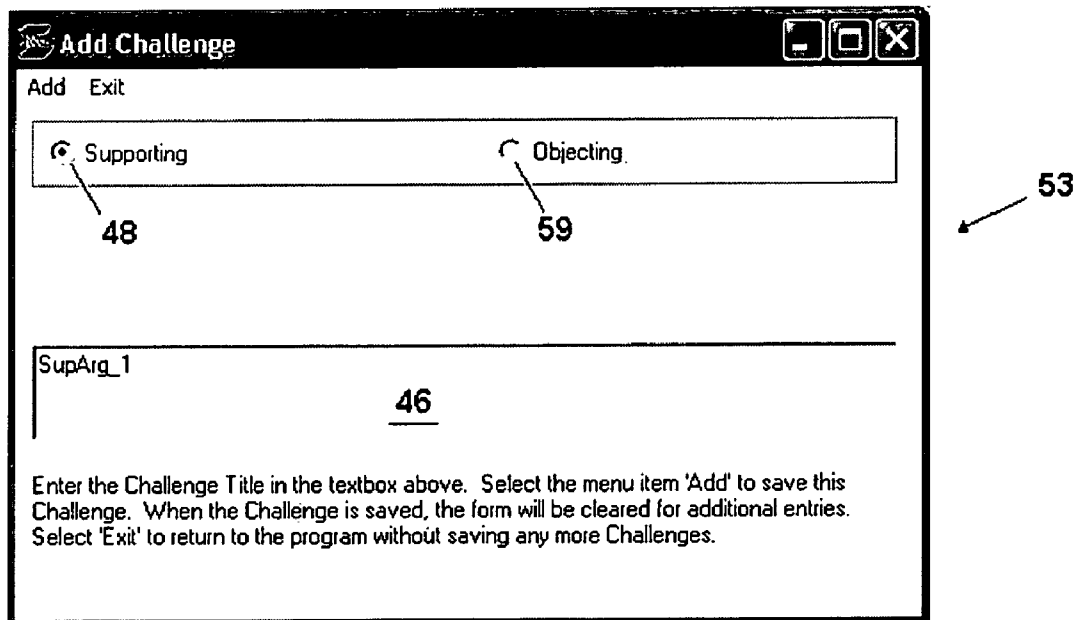 Add Challenge
Add Exit
Supporting Objecting
48 59
53
SupArg_1
46
Enter the Challenge Title in the textbox above. Select the menu item 'Add' to save this
Challenge. When the Challenge is saved, the form will be cleared for additional entries.
Select 'Exit' to return to the program without saving any more Challenges.